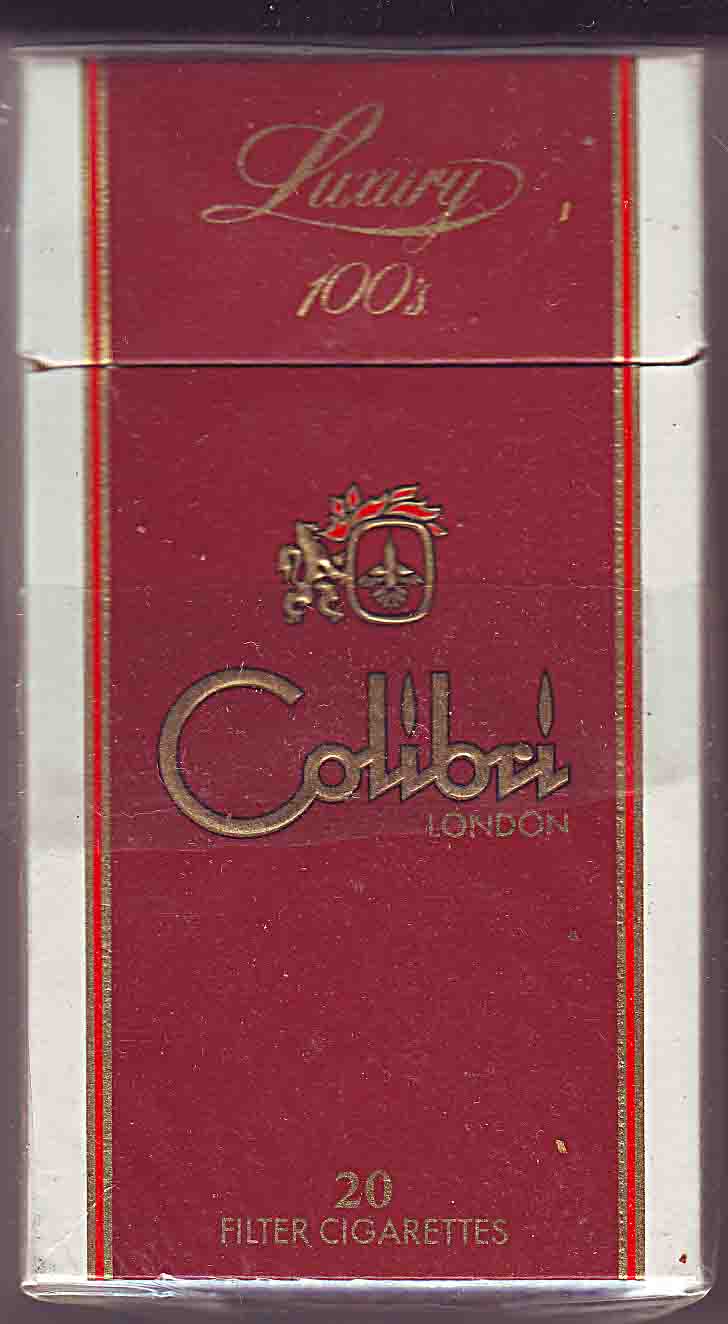 Luxury
100's
Colibri
LONDON
20
FILTER CIGARETTES